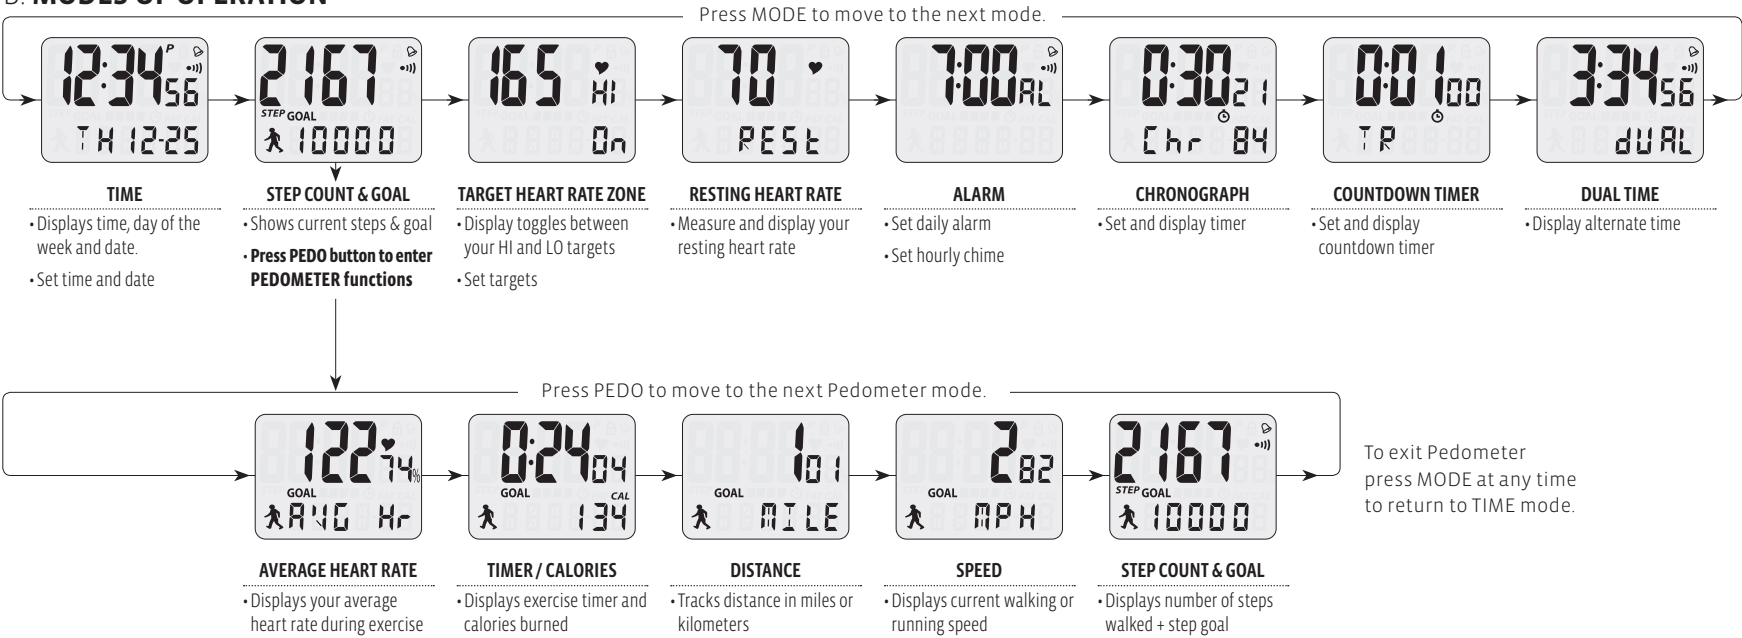 B. MODES OF OPERATION
Press MODE to move to the next mode.
12:34 P
56
TH 12-25
2167
STEP GOAL
10000
165
HI
On
70
RESt
7:00 AL
0:30 21
Chr 84
0:01 00
TR
3:34 56
dUAL
TIME
• Displays time, day of the
week and date.
• Set time and date
STEP COUNT & GOAL
• Shows current steps & goal
• Press PEDO button to enter
PEDOMETER functions
TARGET HEART RATE ZONE
• Display toggles between
your HI and LO targets
• Set targets
RESTING HEART RATE
• Measure and display your
resting heart rate
ALARM
• Set daily alarm
• Set hourly chime
CHRONOGRAPH
• Set and display timer
COUNTDOWN TIMER
• Set and display
countdown timer
DUAL TIME
• Display alternate time
Press PEDO to move to the next Pedometer mode.
122
74%
GOAL
AVG Hr
0:24 04
GOAL CAL
134
1 01
GOAL
MILE
2 82
GOAL
MPH
2167
STEP GOAL
10000
To exit Pedometer
press MODE at any time
to return to TIME mode.
AVERAGE HEART RATE
• Displays your average
heart rate during exercise
TIMER / CALORIES
• Displays exercise timer and
calories burned
DISTANCE
• Tracks distance in miles or
kilometers
SPEED
• Displays current walking or
running speed
STEP COUNT & GOAL
• Displays number of steps
walked + step goal